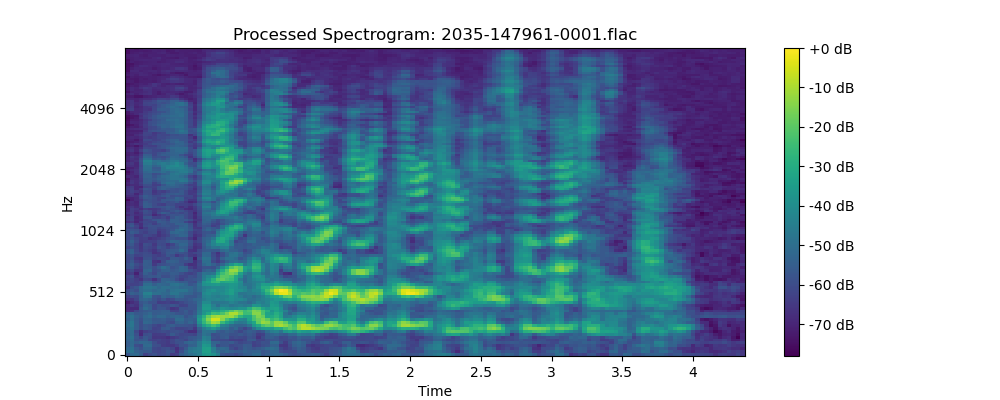 Processed Spectrogram: 2035-147961-0001.flac
+0 dB
-10 dB
-20 dB
-30 dB
-40 dB
-50 dB
-60 dB
-70 dB
4096
2048
1024
512
0
Hz
0 0.5 1 1.5 2 2.5 3 3.5 4
Time